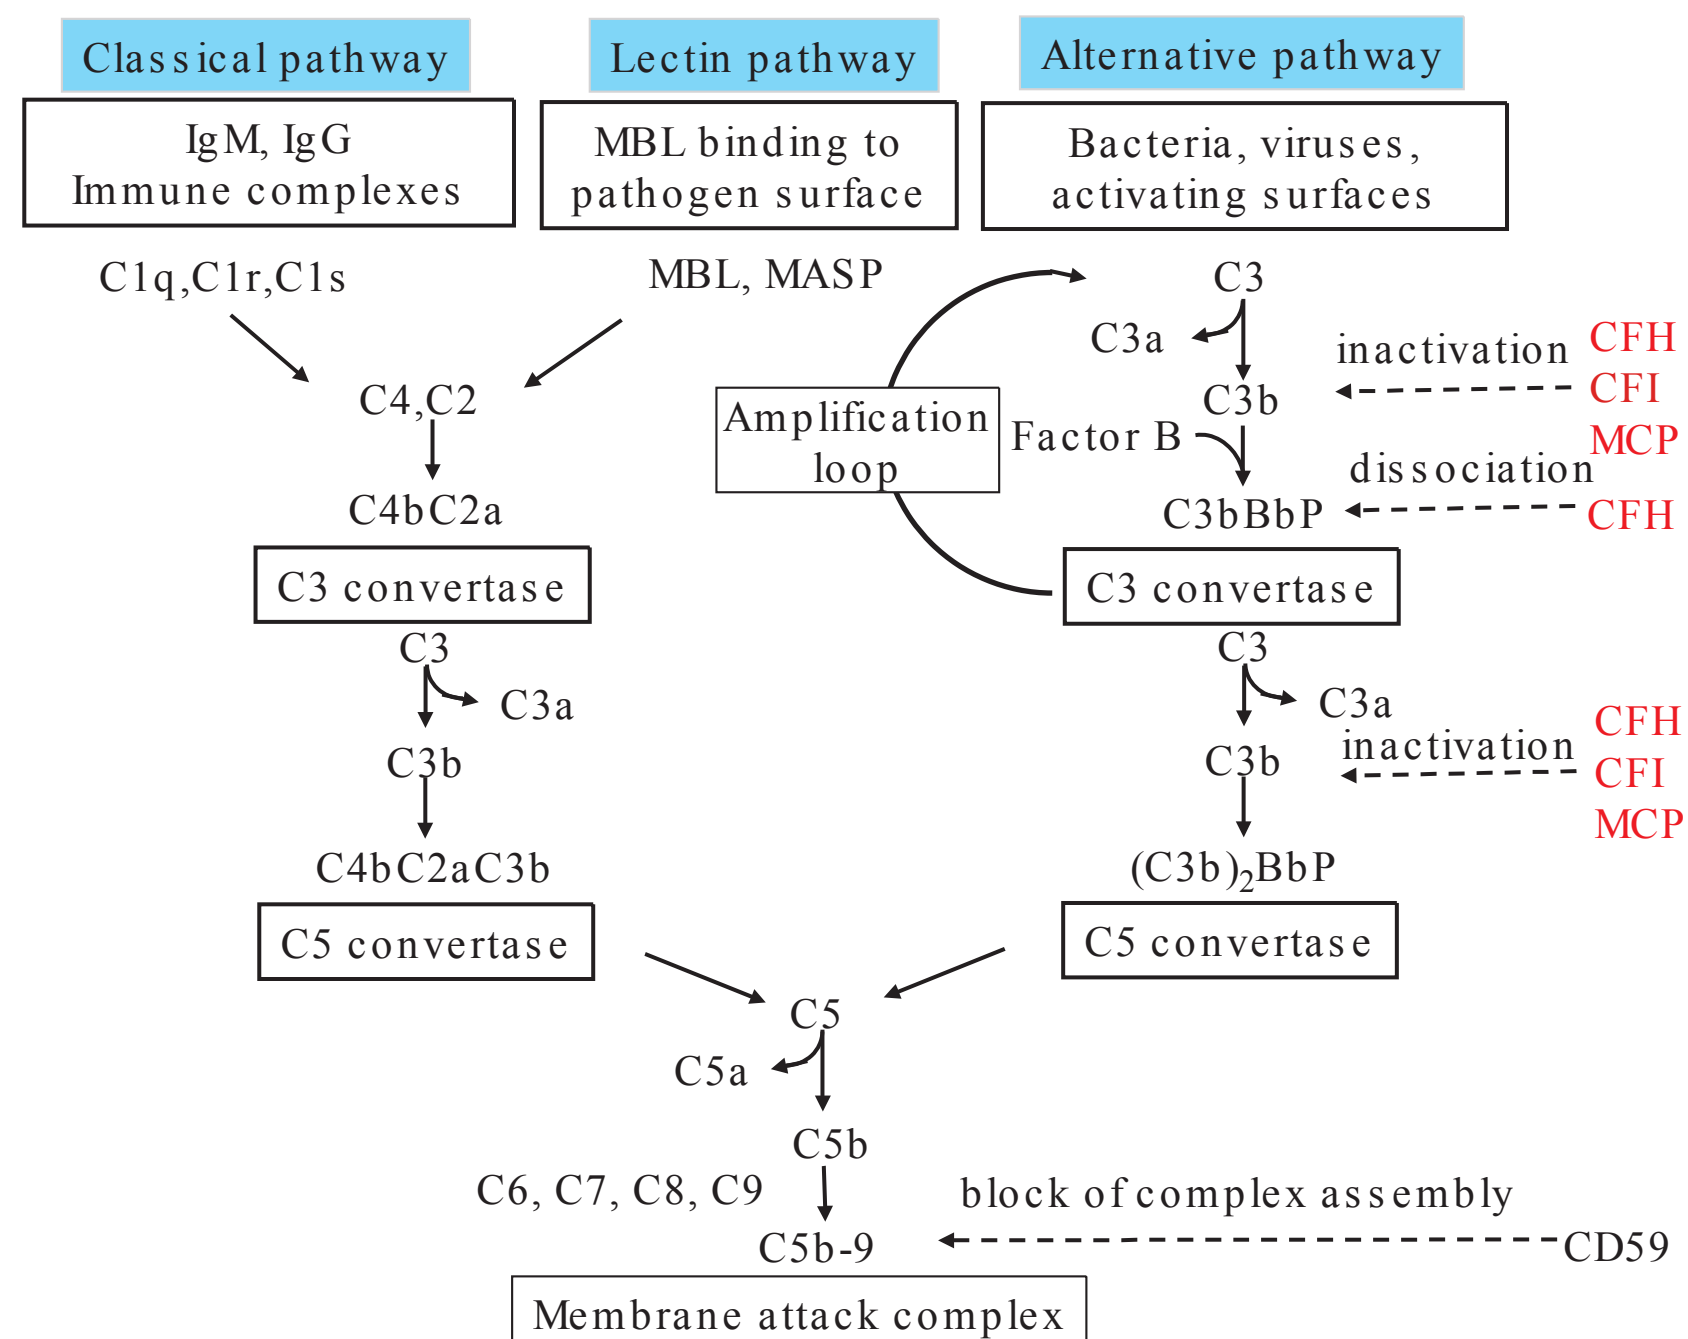 Classical pathway
Lectin pathway
Alternative pathway
IgM, IgG
Immune complexes
MBL binding to
pathogen surface
Bacteria, viruses,
activating surfaces
C1q,C1r,C1s
MBL, MASP
C3
C3a
inactivation
CFH
CFI
MCP
C4,C2
C3b
Amplification
loop
Factor B
dissociation
C4bC2a
C3bBbP
CFH
C3 convertase
C3 convertase
C3
C3a
C3
C3a
inactivation
CFH
CFI
MCP
C3b
C3b
C4bC2aC3b
(C3b)₂BbP
C5 convertase
C5 convertase
C5
C5a
C5b
C6, C7, C8, C9
block of complex assembly
C5b-9
CD59
Membrane attack complex